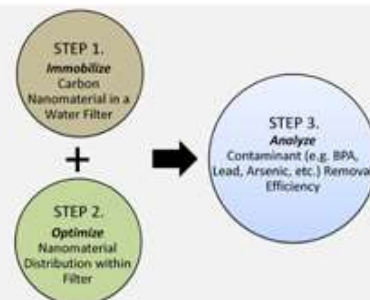 STEP 1.
Immobilize
Carbon
Nanomaterial in a
Water Filter
+
STEP 2.
Optimize
Nanomaterial
Distribution within
Filter
STEP 3.
Analyze
Contaminant (e.g. BPA,
Lead, Arsenic, etc.) Removal
Efficiency